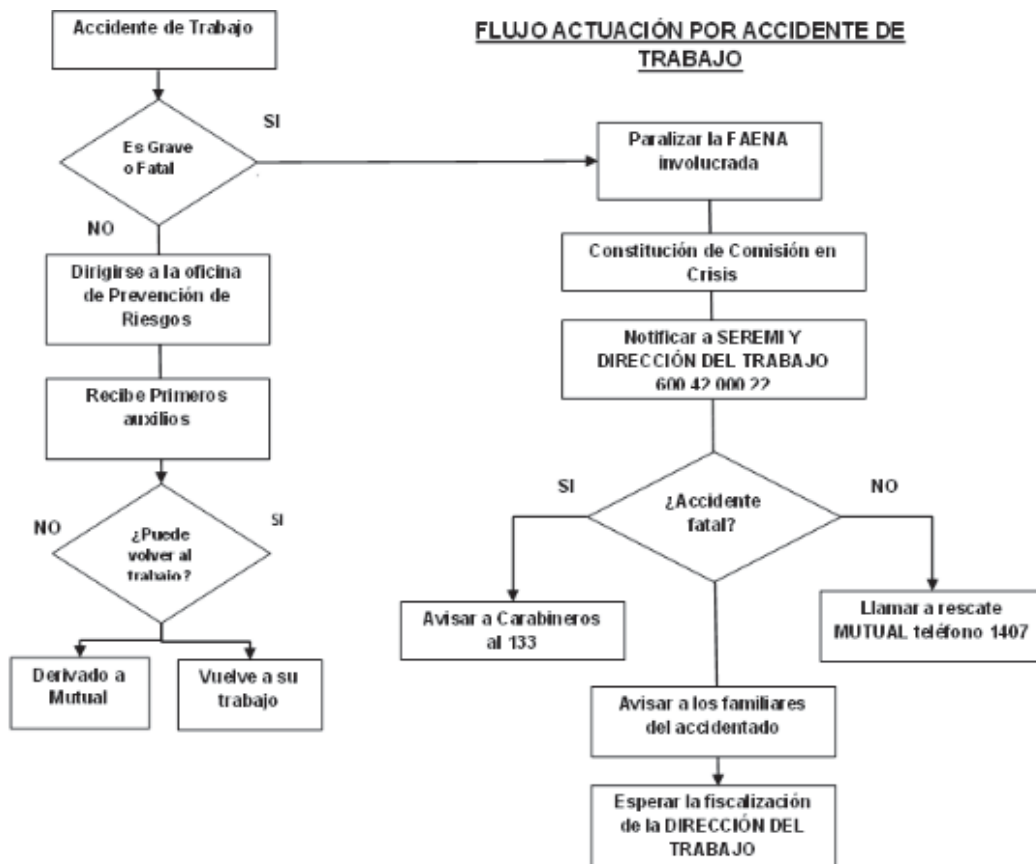 FLUJO ACTUACIÓN POR ACCIDENTE DE
TRABAJO
Accidente de Trabajo
Es Grave
o Fatal
SI
NO
Dirigirse a la oficina
de Prevención de
Riesgos
Recibe Primeros
auxilios
¿Puede
volver al
trabajo?
NO
SI
Derivado a
Mutual
Vuelve a su
trabajo
Paralizar la FAENA
involucrada
Constitución de Comisión en
Crisis
Notificar a SEREMI Y
DIRECCIÓN DEL TRABAJO
600 42 000 22
¿Accidente
fatal?
SI
NO
Avisar a Carabineros
al 133
Llamar a rescate
MUTUAL teléfono 1407
Avisar a los familiares
del accidentado
Esperar la fiscalización
de la DIRECCIÓN DEL
TRABAJO